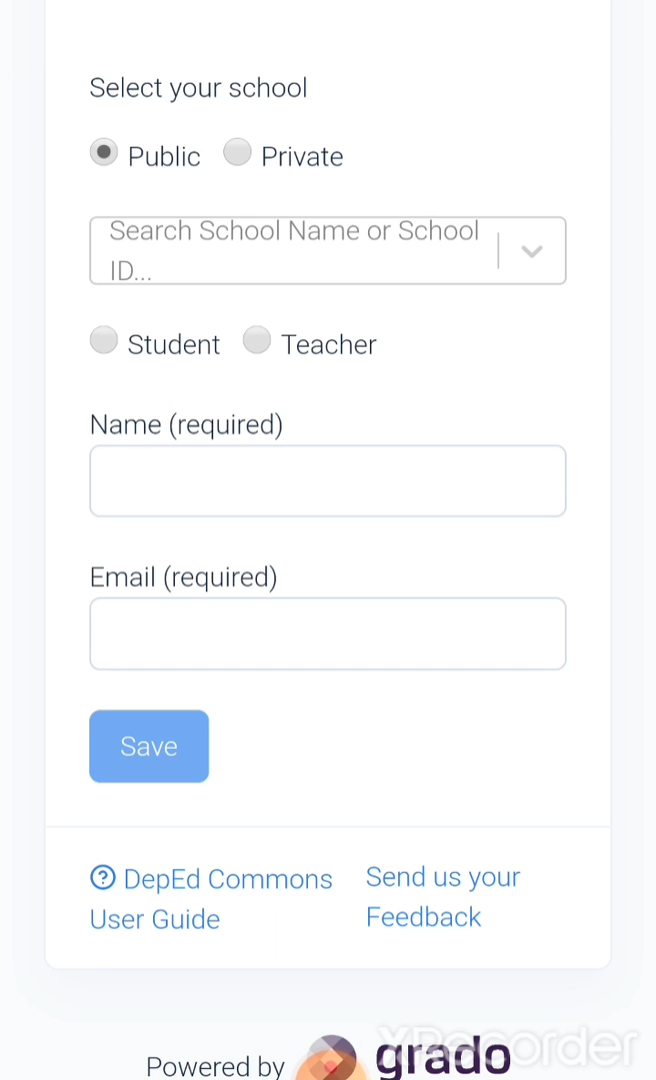 Select your school
Public Private
Search School Name or School
ID...
Student Teacher
Name (required)
Email (required)
Save
DepEd Commons
User Guide
Send us your
Feedback
Powered by grado
XRecorder